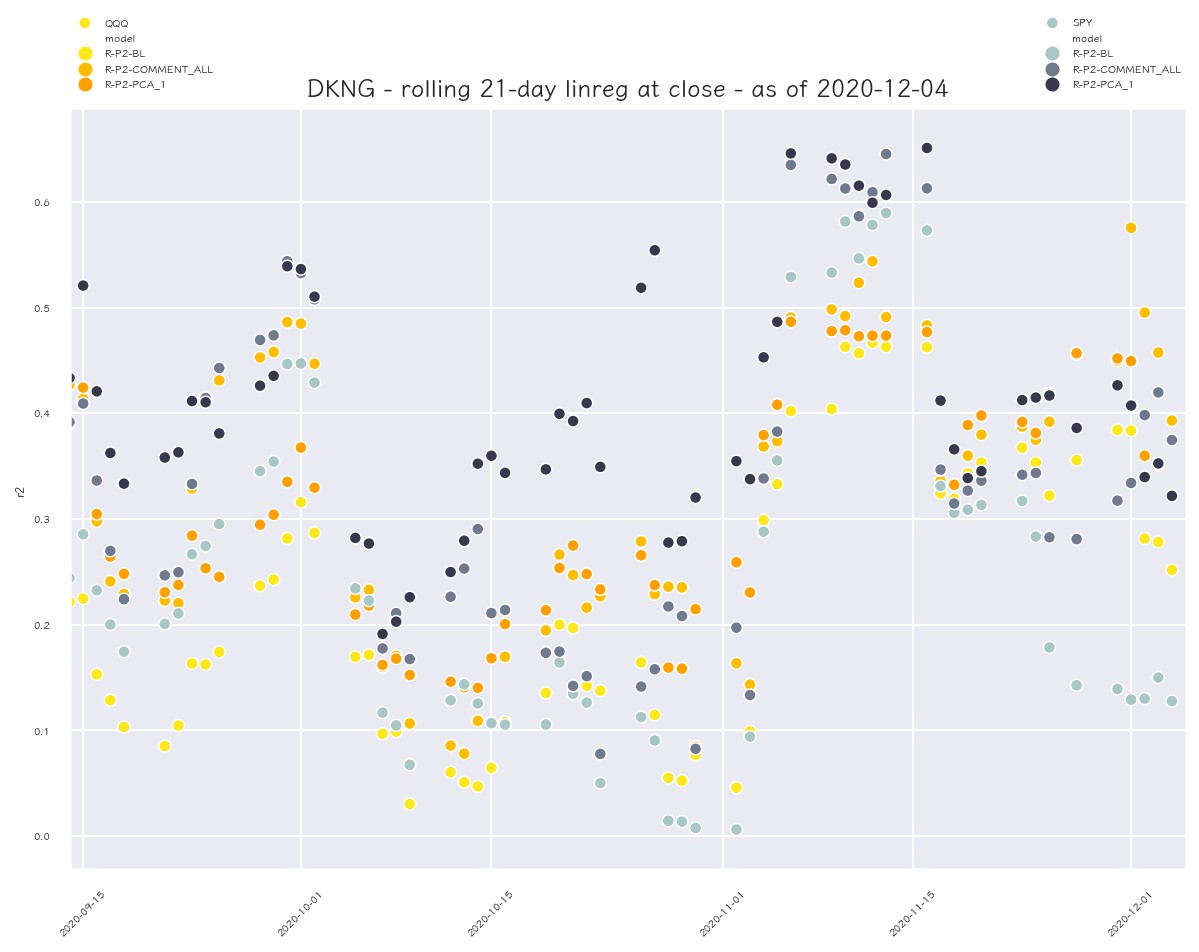 QQQ
model
R-P2-BL
R-P2-COMMENT_ALL
R-P2-PCA_1
SPY
model
R-P2-BL
R-P2-COMMENT_ALL
R-P2-PCA_1
DKNG - rolling 21-day linreg at close - as of 2020-12-04
r2
0.6
0.5
0.4
0.3
0.2
0.1
0.0
2020-09-15
2020-10-01
2020-10-15
2020-11-01
2020-11-15
2020-12-01